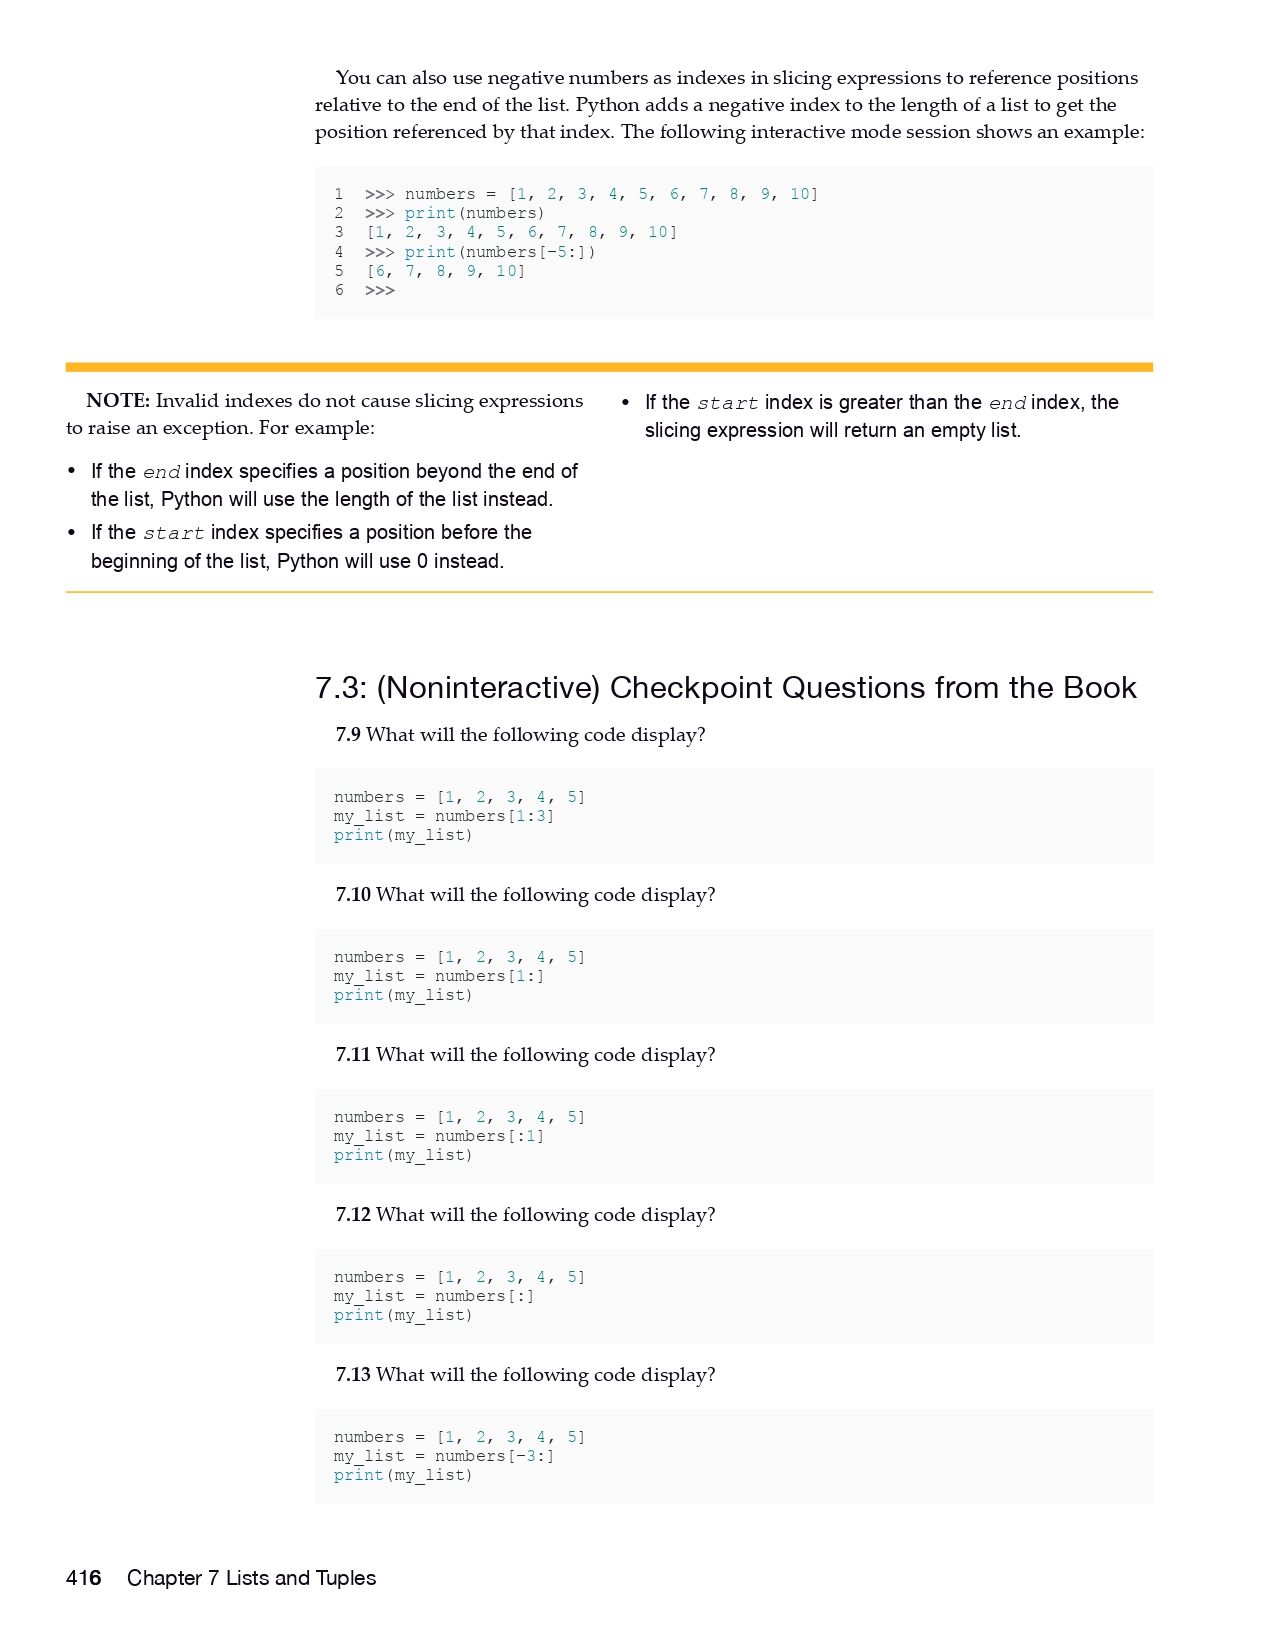 You can also use negative numbers as indexes in slicing expressions to reference positions
relative to the end of the list. Python adds a negative index to the length of a list to get the
position referenced by that index. The following interactive mode session shows an example:
1 >>> numbers = [1, 2, 3, 4, 5, 6, 7, 8, 9, 10]
2 >>> print(numbers)
3 [1, 2, 3, 4, 5, 6, 7, 8, 9, 10]
4 >>> print(numbers[−5:])
5 [6, 7, 8, 9, 10]
6 >>>
NOTE: Invalid indexes do not cause slicing expressions
to raise an exception. For example:
• If the end index specifies a position beyond the end of
the list, Python will use the length of the list instead.
• If the start index specifies a position before the
beginning of the list, Python will use 0 instead.
• If the start index is greater than the end index, the
slicing expression will return an empty list.
7.3: (Noninteractive) Checkpoint Questions from the Book
7.9 What will the following code display?
numbers = [1, 2, 3, 4, 5]
my_list = numbers[1:3]
print(my_list)
7.10 What will the following code display?
numbers = [1, 2, 3, 4, 5]
my_list = numbers[1:]
print(my_list)
7.11 What will the following code display?
numbers = [1, 2, 3, 4, 5]
my_list = numbers[:1]
print(my_list)
7.12 What will the following code display?
numbers = [1, 2, 3, 4, 5]
my_list = numbers[:]
print(my_list)
7.13 What will the following code display?
numbers = [1, 2, 3, 4, 5]
my_list = numbers[−3:]
print(my_list)
416 Chapter 7 Lists and Tuples